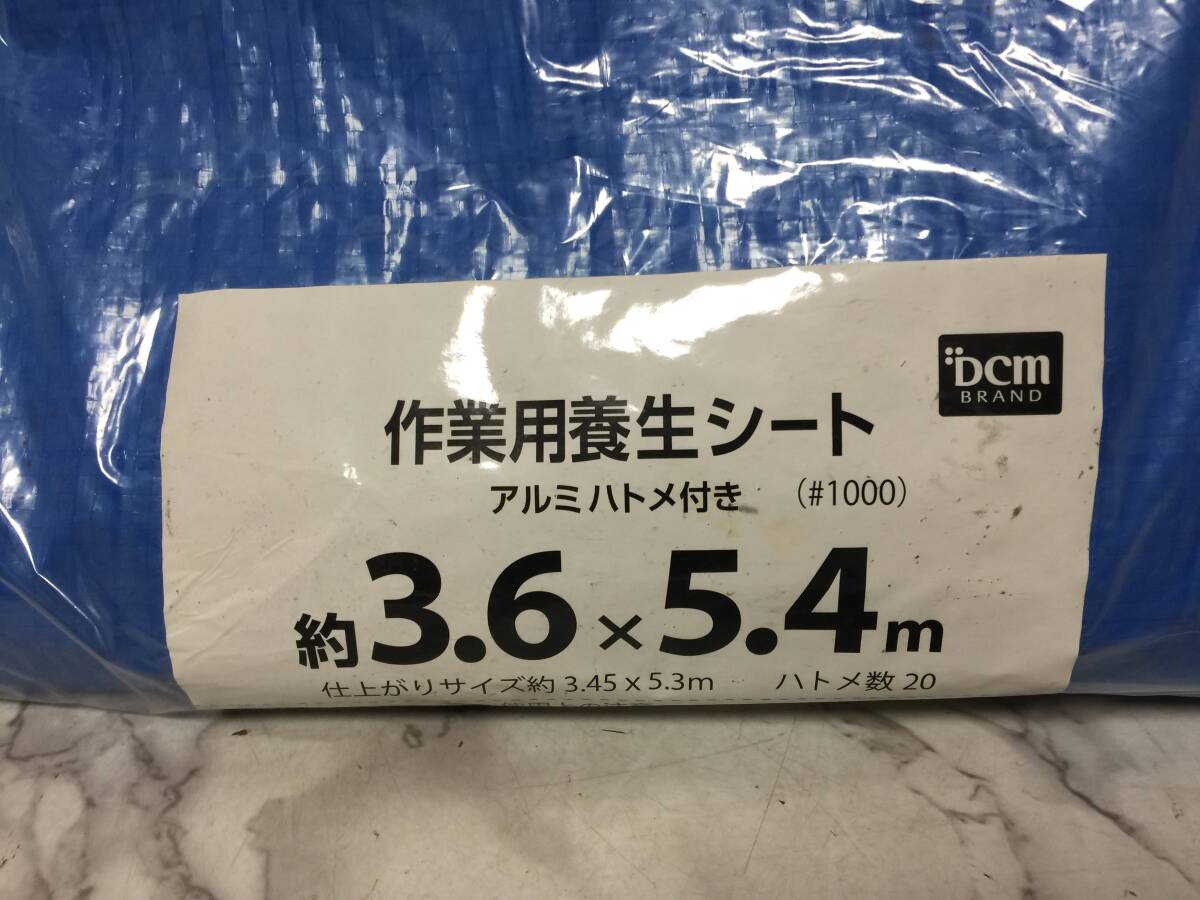 DCM
BRAND
作業用養生シート
アルミハトメ付き （#1000）
約3.6×5.4m
仕上がりサイズ約 3.45 x 5.3m ハトメ数 20